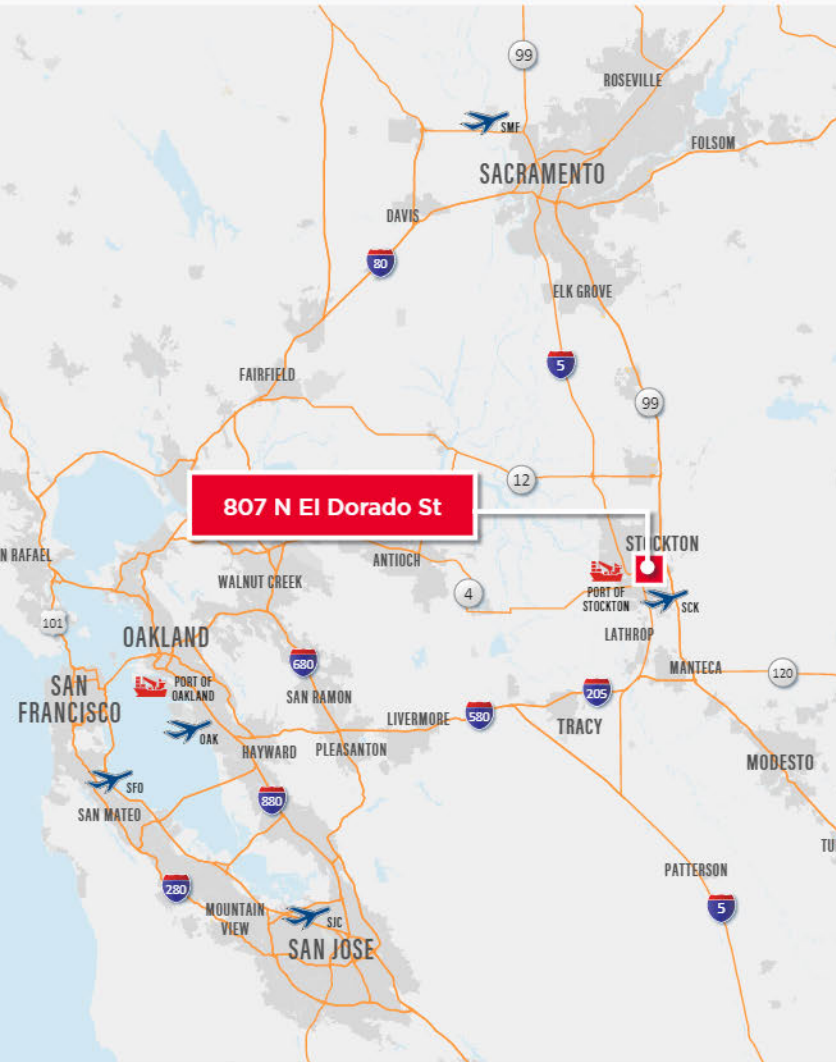 99
ROSEVILLE
SMF
FOLSOM
SACRAMENTO
DAVIS
80
ELK GROVE
5
FAIRFIELD
99
12
807 N El Dorado St
STOCKTON
N RAFAEL
ANTIOCH
WALNUT CREEK
4
PORT OF
STOCKTON
SCK
101
OAKLAND
LATHROP
680
MANTECA
120
SAN
FRANCISCO
PORT OF
OAKLAND
SAN RAMON
205
LIVERMORE
580
TRACY
OAK
HAYWARD
PLEASANTON
MODESTO
SFO
880
SAN MATEO
TU
PATTERSON
280
MOUNTAIN
VIEW
SJC
5
SAN JOSE